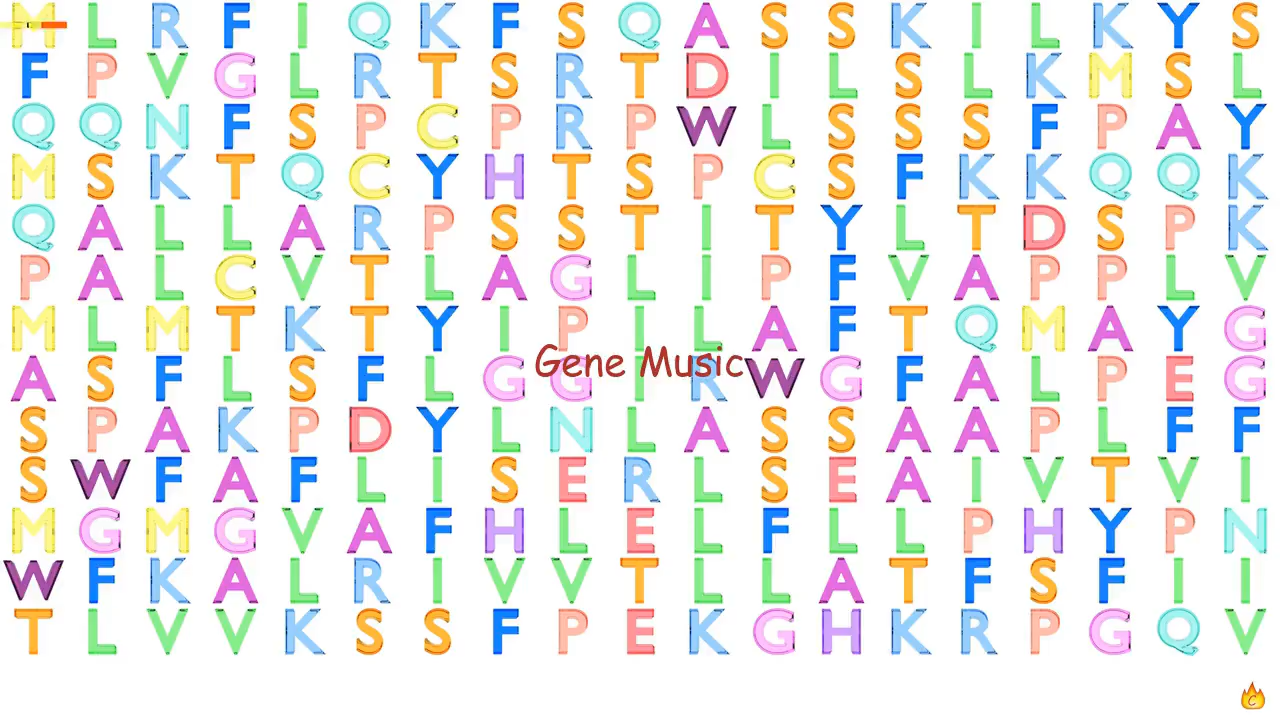 M L R F I Q K F S Q A S S K I L K Y S
F P V G L R T S R T D I L S L K M S L
Q Q N F S P C P R P W L S S S F P A Y
M S K T Q C Y H T S P C S F K K Q Q K
Q A L L A R P S S T I T Y L T D S P K
P A L C V T L A G L I P F V A P P L V
M L M T K T Y I P I L A F T Q M A Y G
Gene Music
A S F L S F L G G I R W G F A L P E G
S P A K P D Y L N L A S S A A P L F F
S W F A F L I S E R L S E A I V T V I
M G M G V A F H L E L F L L P H Y P N
W F K A L R I V V T L L A T F S F I I
T L V V K S S F P E K G H K R P G Q V
C